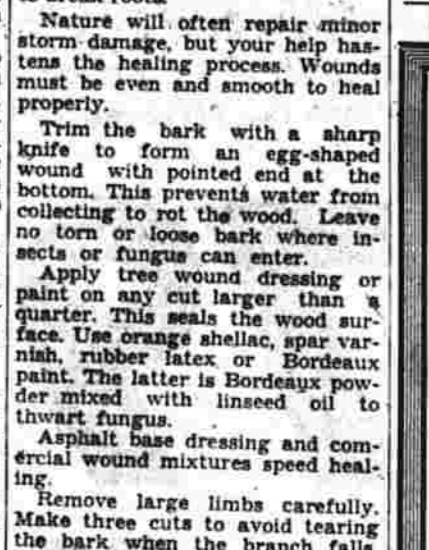 Nature will often repair minor
storm damage, but your help has-
tens the healing process. Wounds
must be even and smooth to heal
properly.
Trim the bark with a sharp
knife to form an egg-shaped
wound with pointed end at the
bottom. This prevents water from
collecting to rot the wood. Leave
no torn or loose bark where in-
sects or fungus can enter.
Apply tree wound dressing or
paint on any cut larger than a
quarter. This seals the wood sur-
face. Use orange shellac, spar var-
nish, rubber latex or Bordeaux
paint. The latter is Bordeaux pow-
der mixed with linseed oil to
thwart fungus.
Asphalt base dressing and com-
ercial wound mixtures speed heal-
ing.
Remove large limbs carefully.
Make three cuts to avoid tearing
the bark when the branch falls